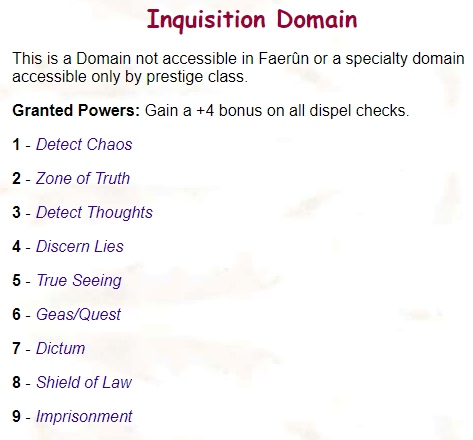 Inquisition Domain
This is a Domain not accessible in Faerûn or a specialty domain
accessible only by prestige class.
Granted Powers: Gain a +4 bonus on all dispel checks.
1 - Detect Chaos
2 - Zone of Truth
3 - Detect Thoughts
4 - Discern Lies
5 - True Seeing
6 - Geas/Quest
7 - Dictum
8 - Shield of Law
9 - Imprisonment